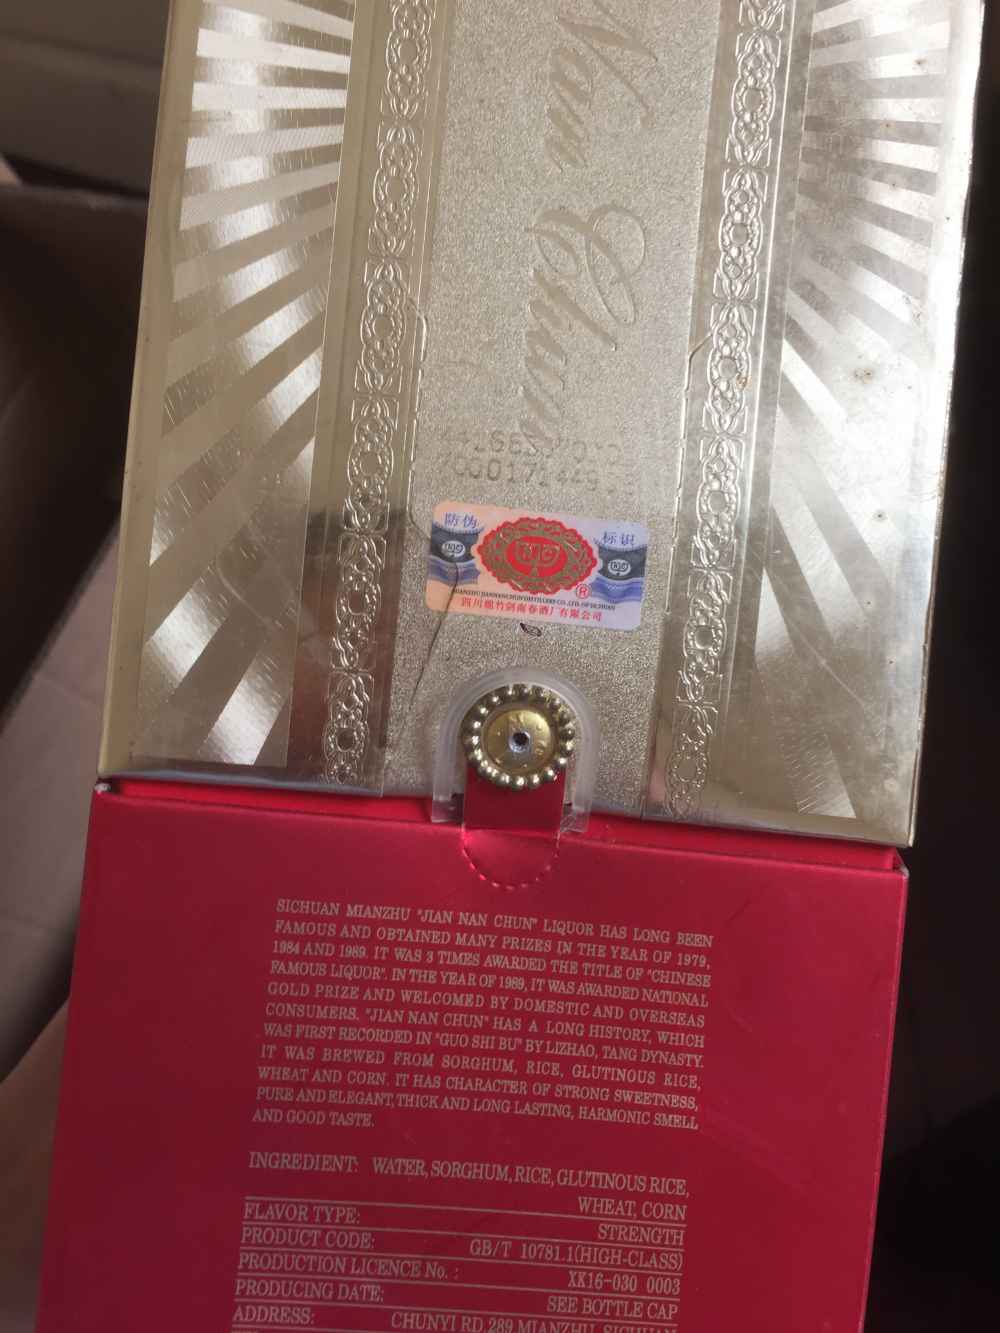 Nan Chun
防伪
标识
®
四川绵竹剑南春酒厂有限公司
SICHUAN MIANZHU "JIAN NAN CHUN" LIQUOR HAS LONG BEEN
FAMOUS AND OBTAINED MANY PRIZES IN THE YEAR OF 1979,
1984 AND 1989. IT WAS 3 TIMES AWARDED THE TITLE OF "CHINESE
FAMOUS LIQUOR". IN THE YEAR OF 1989, IT WAS AWARDED NATIONAL
GOLD PRIZE AND WELCOMED BY DOMESTIC AND OVERSEAS
CONSUMERS. "JIAN NAN CHUN" HAS A LONG HISTORY, WHICH
WAS FIRST RECORDED IN "GUO SHI BU" BY LIZHAO, TANG DYNASTY.
IT WAS BREWED FROM SORGHUM, RICE, GLUTINOUS RICE,
WHEAT AND CORN. IT HAS CHARACTER OF STRONG SWEETNESS,
PURE AND ELEGANT, THICK AND LONG LASTING, HARMONIC SMELL
AND GOOD TASTE.
INGREDIENT: WATER, SORGHUM, RICE, GLUTINOUS RICE,
WHEAT, CORN
FLAVOR TYPE: STRENGTH
PRODUCT CODE: GB/T 10781.1(HIGH-CLASS)
PRODUCTION LICENCE No. : XK16-030 0003
PRODUCING DATE: SEE BOTTLE CAP
ADDRESS: CHUNYI RD.289 MIANZHU, SICHUAN